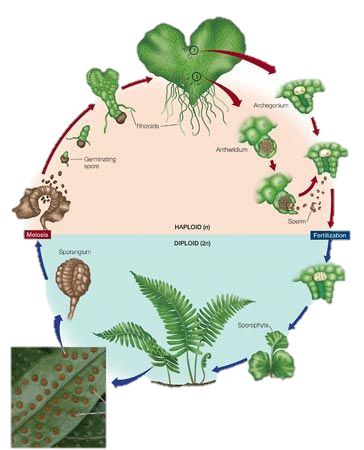 Archegonium
Rhizoids
Antheridium
Germinating
spore
Sperm
HAPLOID (n)
Meiosis
DIPLOID (2n)
Fertilization
Sporangium
Sporophyte